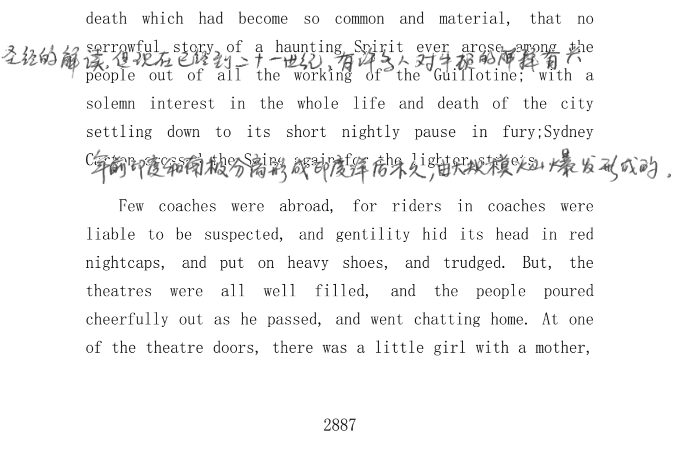 death which had become so common and material, that no
sorrowful story of a haunting Spirit ever arose among the
圣经的解读，但现在已经到二十一世纪，有许多人对牛顿的解释有六
people out of all the working of the Guillotine; with a
solemn interest in the whole life and death of the city
settling down to its short nightly pause in fury;Sydney
Carton crossed the Seine again for the lighter streets.
年前印度和南极分离形成印度洋后不久，由大规模火山爆发形成的。
Few coaches were abroad, for riders in coaches were
liable to be suspected, and gentility hid its head in red
nightcaps, and put on heavy shoes, and trudged. But, the
theatres were all well filled, and the people poured
cheerfully out as he passed, and went chatting home. At one
of the theatre doors, there was a little girl with a mother,
2887